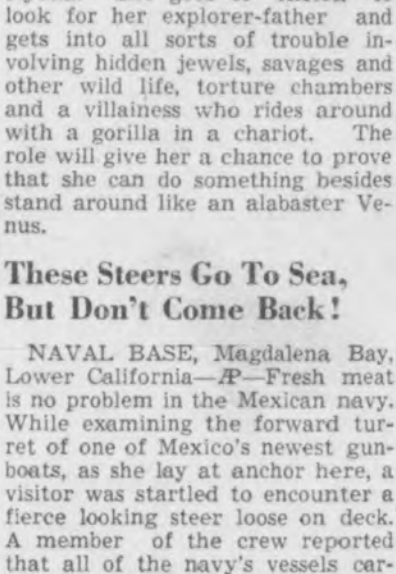 look for her explorer-father and
gets into all sorts of trouble in-
volving hidden jewels, savages and
other wild life, torture chambers
and a villainess who rides around
with a gorilla in a chariot. The
role will give her a chance to prove
that she can do something besides
stand around like an alabaster Ve-
nus.
These Steers Go To Sea,
But Don't Come Back!
NAVAL BASE, Magdalena Bay,
Lower California—AP—Fresh meat
is no problem in the Mexican navy.
While examining the forward tur-
ret of one of Mexico's newest gun-
boats, as she lay at anchor here, a
visitor was startled to encounter a
fierce looking steer loose on deck.
A member of the crew reported
that all of the navy's vessels car-